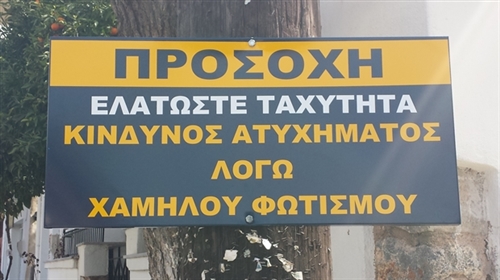 ΠΡΟΣΟΧΗ
ΕΛΑΤΩΣΤΕ ΤΑΧΥΤΗΤΑ
ΚΙΝΔΥΝΟΣ ΑΤΥΧΗΜΑΤΟΣ
ΛΟΓΩ
ΧΑΜΗΛΟΥ ΦΩΤΙΣΜΟΥ